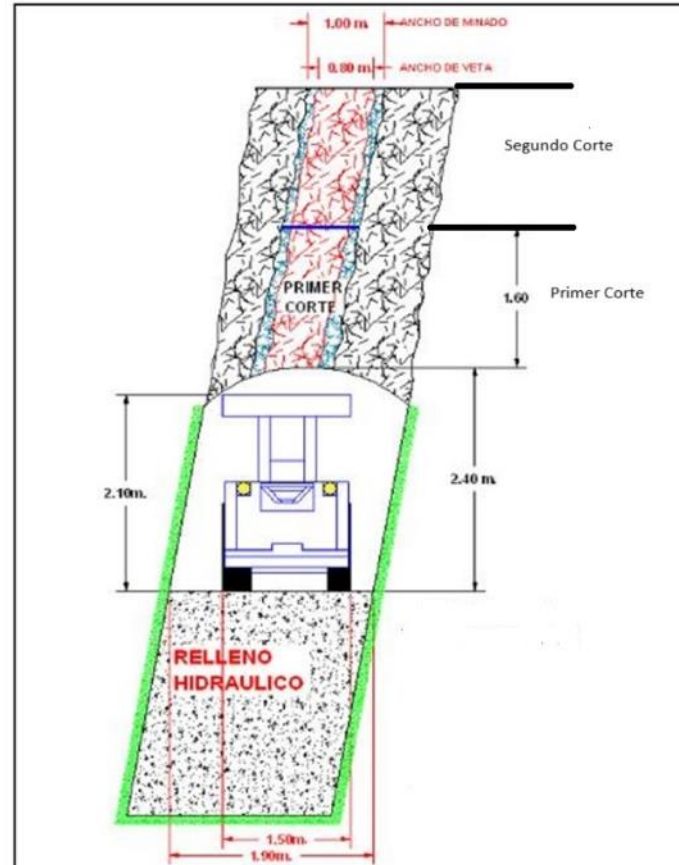 1.00 m. ANCHO DE MINADO
0.80 m. ANCHO DE VETA
Segundo Corte
PRIMER
CORTE
1.60
Primer Corte
2.10m.
2.40 m.
RELLENO
HIDRAULICO
1.50m.
1.90m.